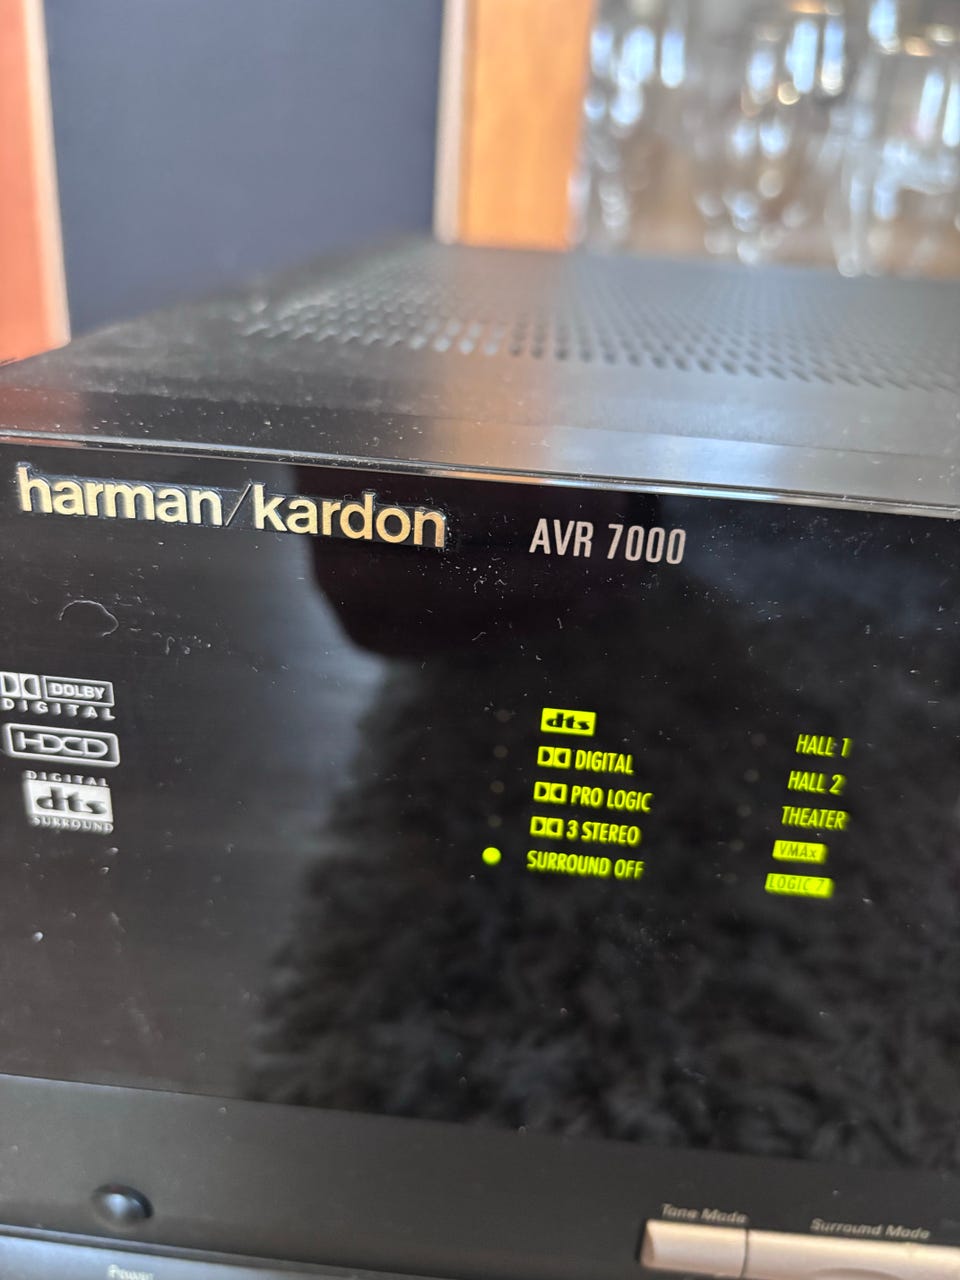 harman/kardon
AVR 7000
DOLBY
DIGITAL
HDCD
DIGITAL
dts
SURROUND
dts
DIGITAL
PRO LOGIC
3 STEREO
SURROUND OFF
HALL 1
HALL 2
THEATER
VMAx
LOGIC 7
Tone Mode
Surround Mode
Power